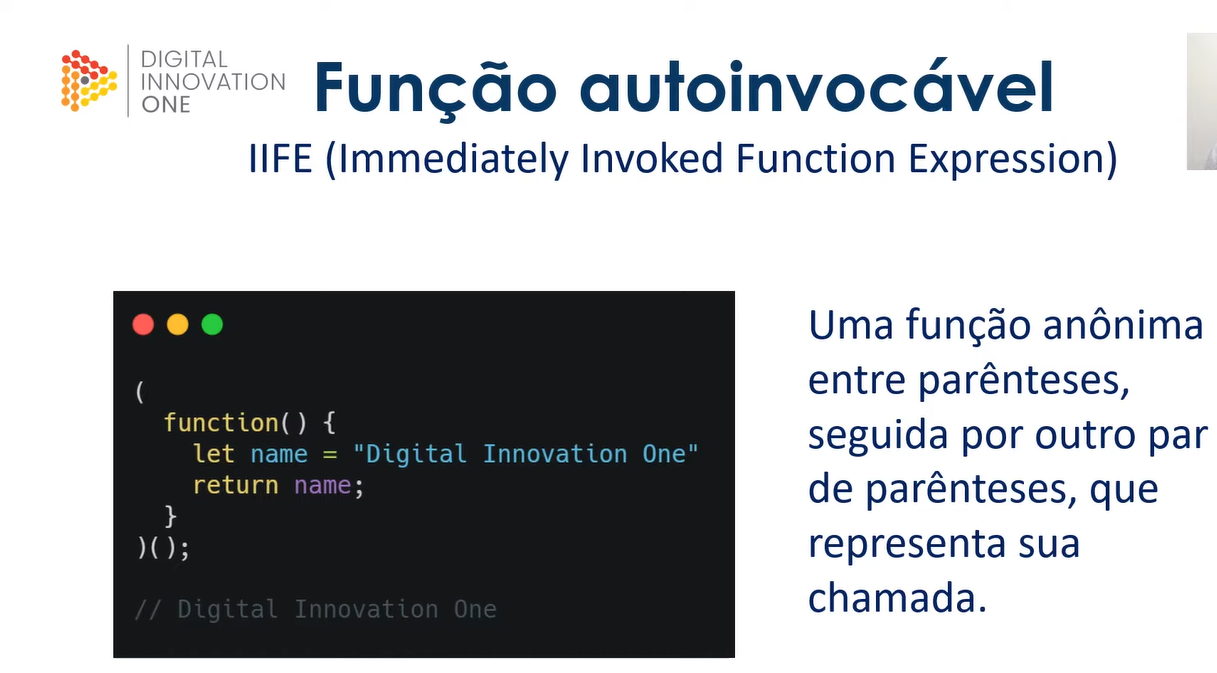 DIGITAL
INNOVATION
ONE
Função autoinvocável
IIFE (Immediately Invoked Function Expression)
(
function() {
let name = "Digital Innovation One"
return name;
}
)();
// Digital Innovation One
Uma função anônima
entre parênteses,
seguida por outro par
de parênteses, que
representa sua
chamada.